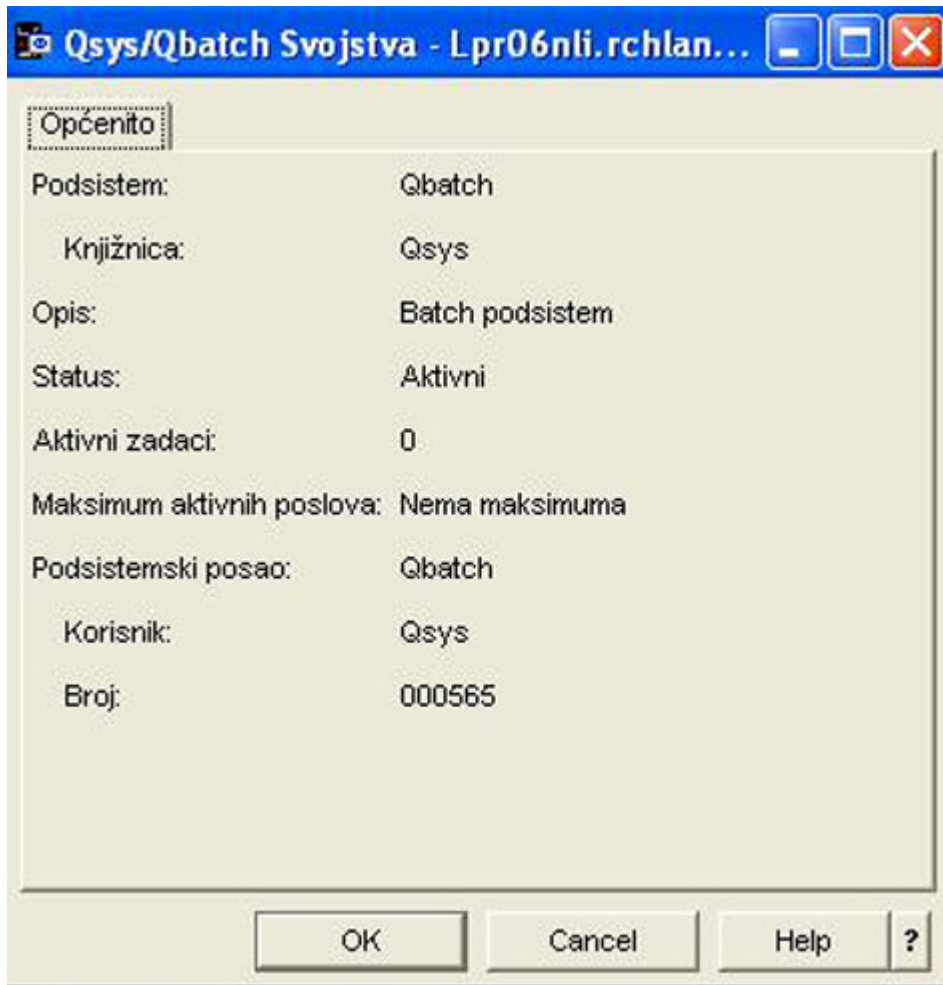 Qsys/Qbatch Svojstva - Lpr06nli.rchlan...
Općenito
Podsistem: Qbatch
Knjižnica: Qsys
Opis: Batch podsistem
Status: Aktivni
Aktivni zadaci: 0
Maksimum aktivnih poslova: Nema maksimuma
Podsistemski posao: Qbatch
Korisnik: Qsys
Broj: 000565
OK Cancel Help ?